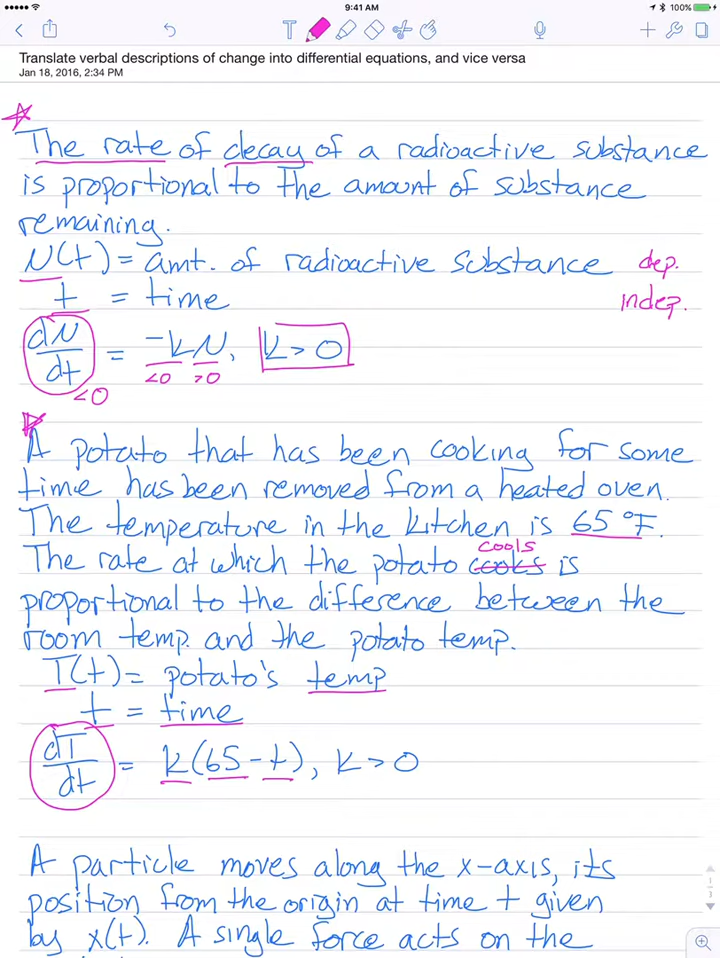 9:41 AM
100%
T
Translate verbal descriptions of change into differential equations, and vice versa
Jan 18, 2016, 2:34 PM
The rate of decay of a radioactive substance
is proportional to the amount of substance
remaining.
N(t) = amt. of radioactive substance dep.
t = time indep.
dN/dt = -kN, k > 0
<0 >0
<0
A potato that has been cooking for some
time has been removed from a heated oven.
The temperature in the kitchen is 65 °F.
cools
The rate at which the potato cooks is
proportional to the difference between the
room temp. and the potato temp.
T(t) = potato's temp
t = time
dT/dt = k(65 - t), k > 0
A particle moves along the x-axis, its
position from the origin at time t given
by x(t). A single force acts on the